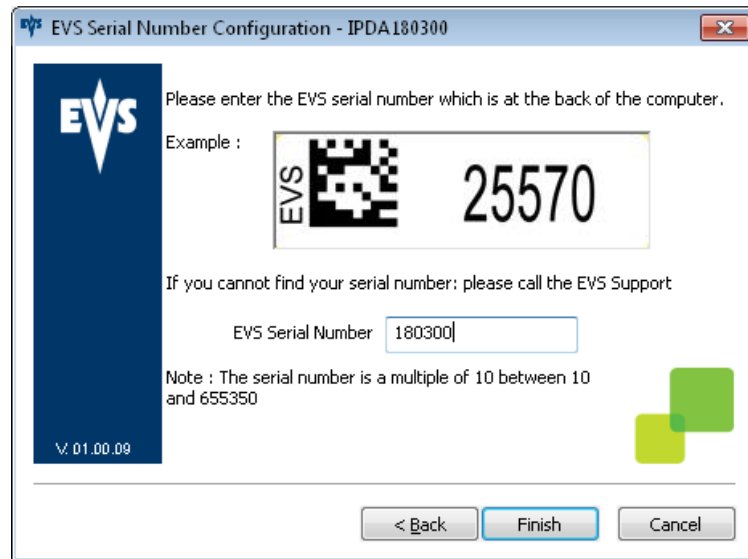 EVS EVS Serial Number Configuration - IPDA180300
EVS
Please enter the EVS serial number which is at the back of the computer.
Example :
EVS
25570
If you cannot find your serial number: please call the EVS Support
EVS Serial Number 180300
Note : The serial number is a multiple of 10 between 10
and 655350
V. 01.00.09
< Back Finish Cancel